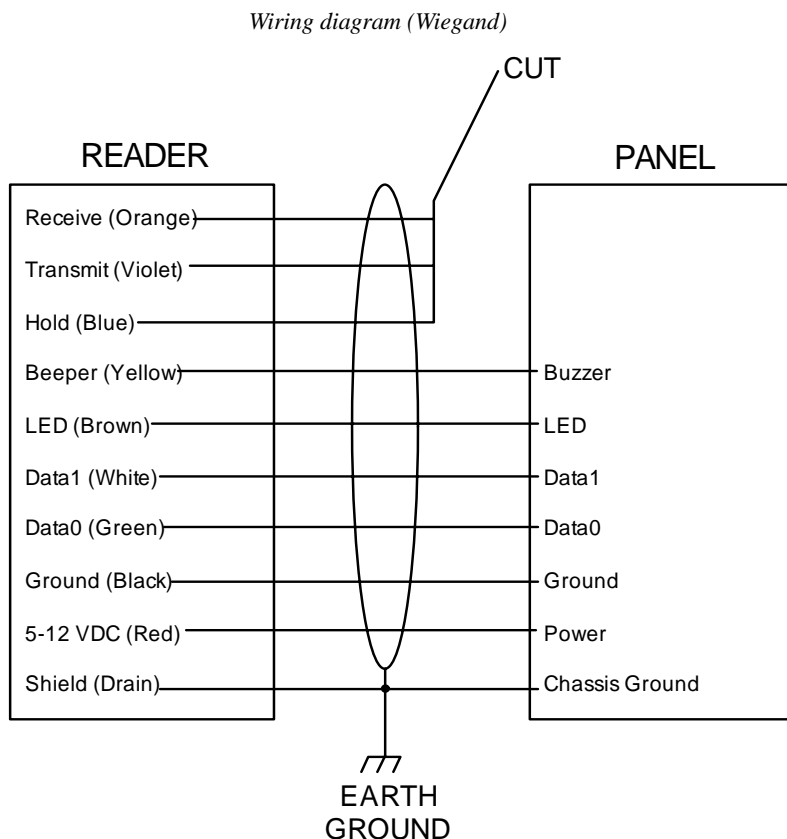 Wiring diagram (Wiegand)
CUT
READER
PANEL
Receive (Orange)
Transmit (Violet)
Hold (Blue)
Beeper (Yellow)
Buzzer
LED (Brown)
LED
Data1 (White)
Data1
Data0 (Green)
Data0
Ground (Black)
Ground
5-12 VDC (Red)
Power
Shield (Drain)
Chassis Ground
EARTH
GROUND